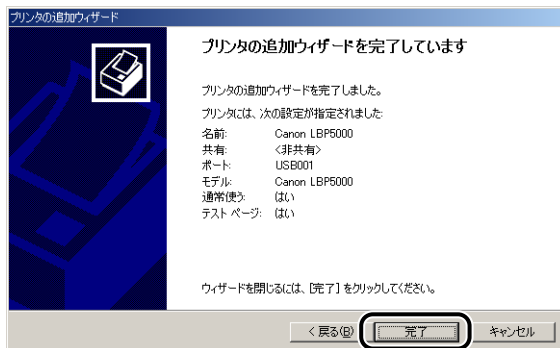 プリンタの追加ウィザード
プリンタの追加ウィザードを完了しています
プリンタの追加ウィザードを完了しました。
プリンタには、次の設定が指定されました:
名前: Canon LBP5000
共有: <非共有>
ポート: USB001
モデル: Canon LBP5000
通常使う: はい
テスト ページ: はい
ウィザードを閉じるには、[完了] をクリックしてください。
< 戻る(B) 完了 キャンセル